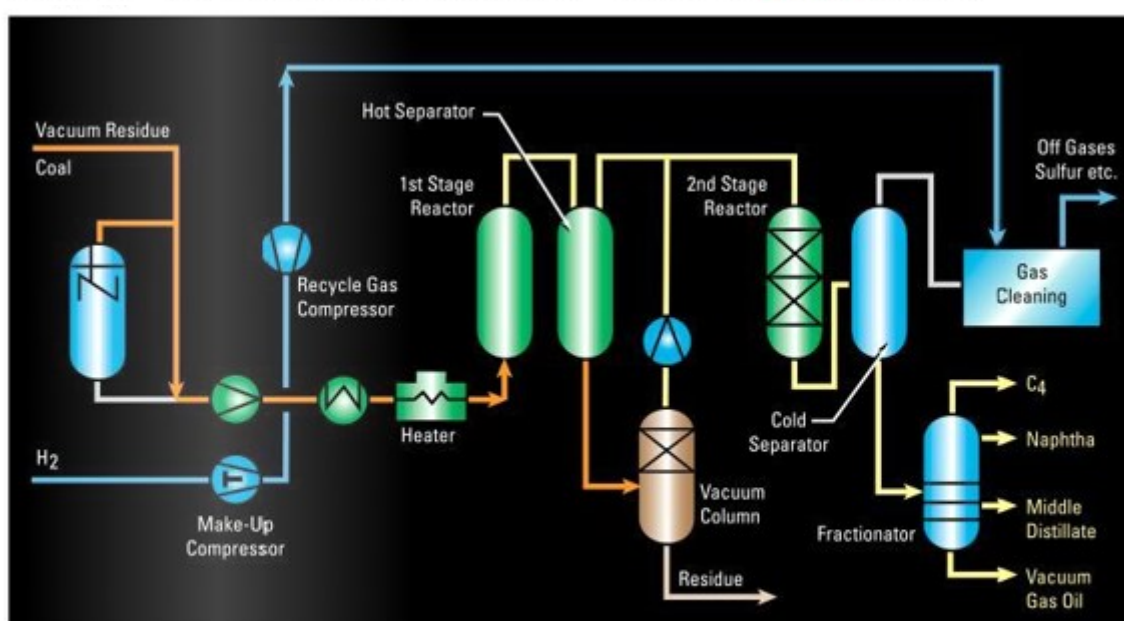 Vacuum Residue
Coal
Hot Separator
1st Stage
Reactor
2nd Stage
Reactor
Off Gases
Sulfur etc.
Recycle Gas
Compressor
Gas
Cleaning
Heater
Cold
Separator
C4
Naphtha
H2
Make-Up
Compressor
Vacuum
Column
Fractionator
Middle
Distillate
Residue
Vacuum
Gas Oil